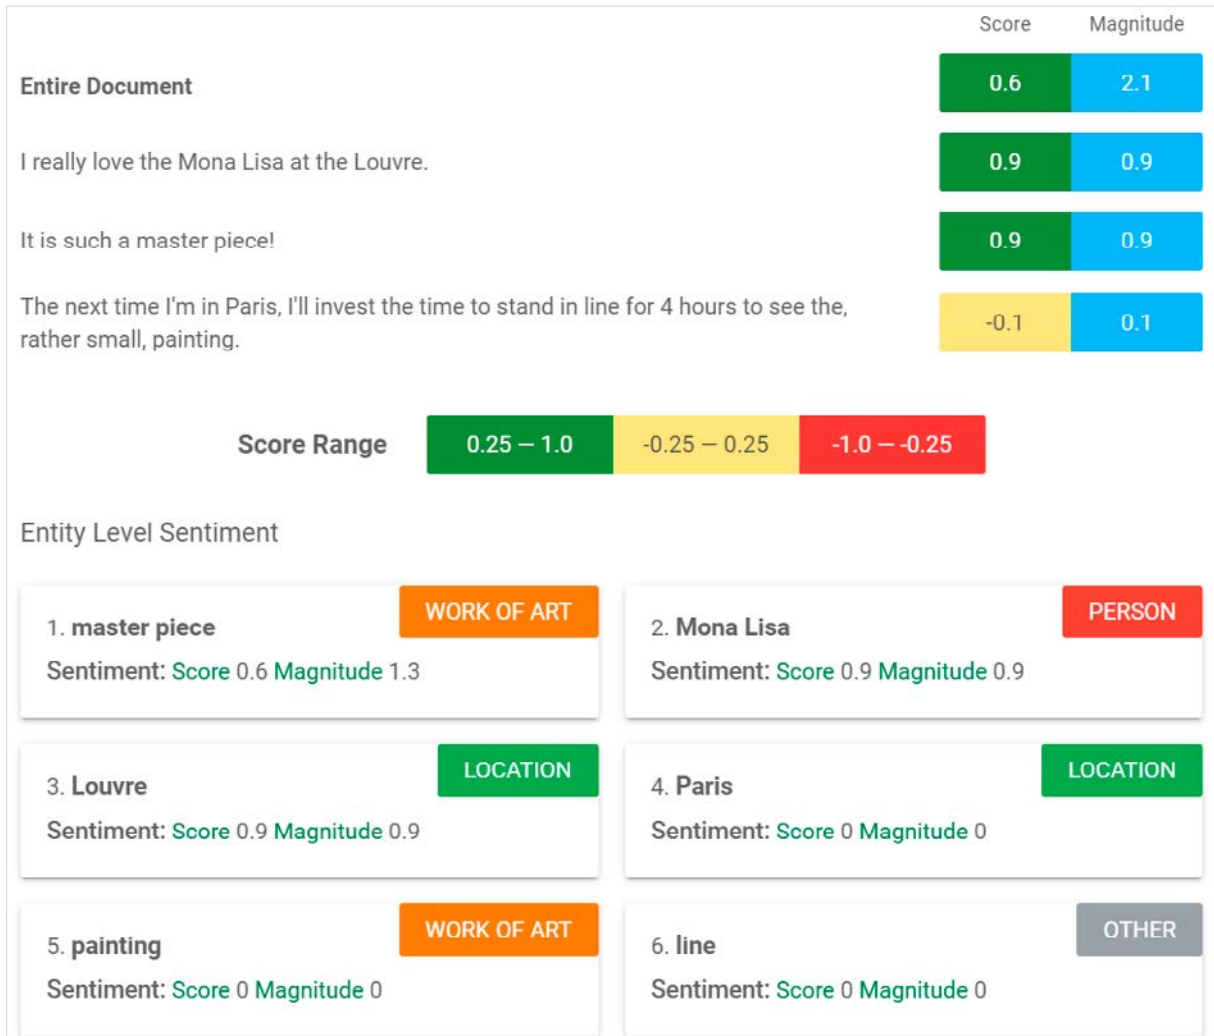 Score Magnitude
Entire Document 0.6 2.1
I really love the Mona Lisa at the Louvre. 0.9 0.9
It is such a master piece! 0.9 0.9
The next time I'm in Paris, I'll invest the time to stand in line for 4 hours to see the,
rather small, painting. -0.1 0.1
Score Range 0.25 — 1.0 -0.25 — 0.25 -1.0 — -0.25
Entity Level Sentiment
WORK OF ART
1. master piece
Sentiment: Score 0.6 Magnitude 1.3
PERSON
2. Mona Lisa
Sentiment: Score 0.9 Magnitude 0.9
LOCATION
3. Louvre
Sentiment: Score 0.9 Magnitude 0.9
LOCATION
4. Paris
Sentiment: Score 0 Magnitude 0
WORK OF ART
5. painting
Sentiment: Score 0 Magnitude 0
OTHER
6. line
Sentiment: Score 0 Magnitude 0